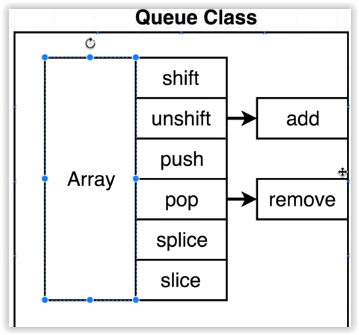 Queue Class
shift
unshift
add
push
Array
pop
remove
splice
slice